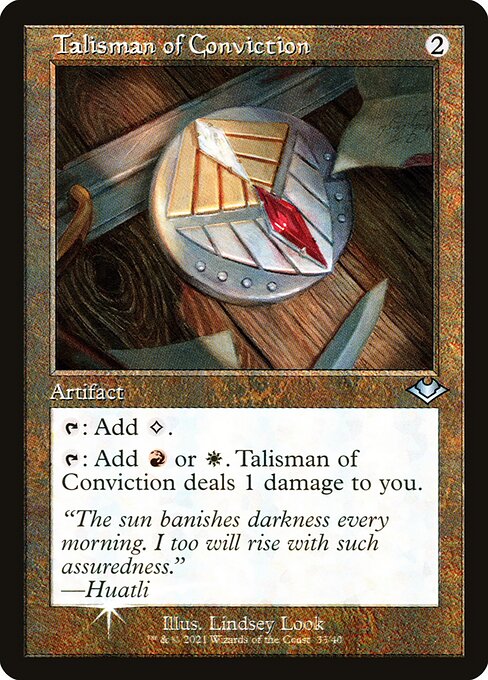 Talisman of Conviction 2
Artifact
: Add .
: Add or . Talisman of
Conviction deals 1 damage to you.
“The sun banishes darkness every
morning. I too will rise with such
assuredness.”
—Huatli
Illus. Lindsey Look
™ & © 2021 Wizards of the Coast 33/40